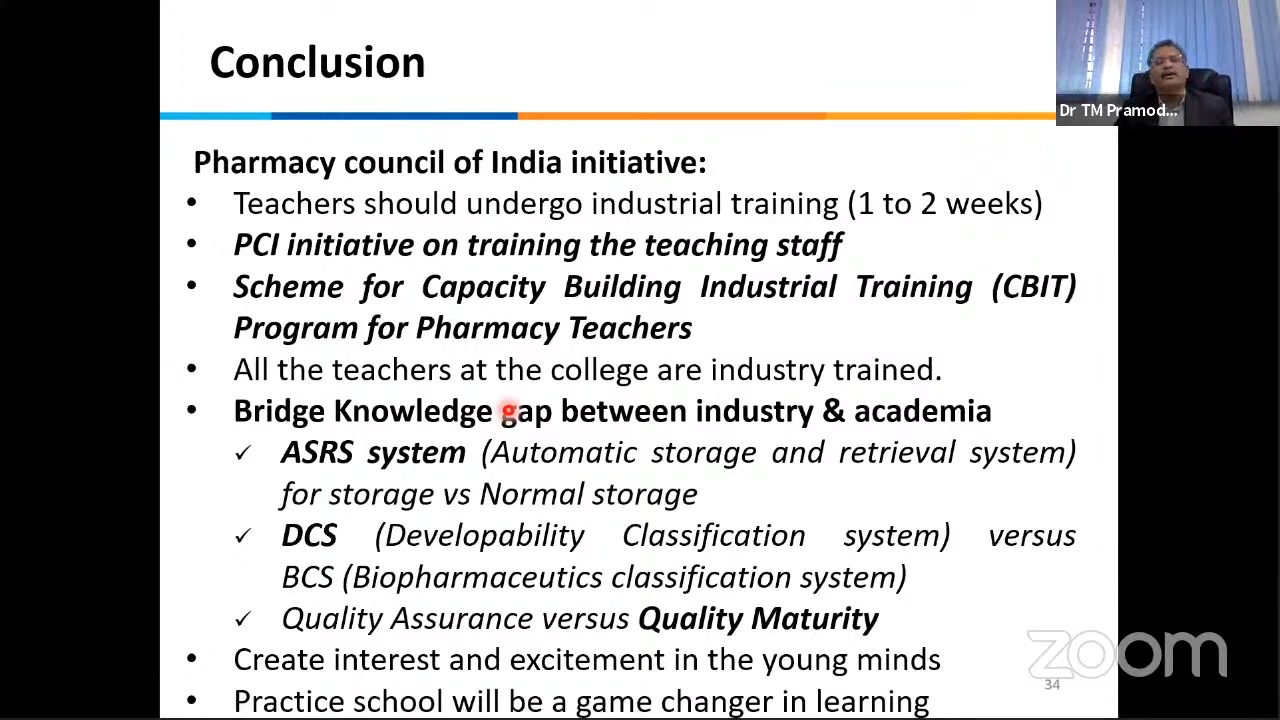 Conclusion
Dr TM Pramod...
Pharmacy council of India initiative:
• Teachers should undergo industrial training (1 to 2 weeks)
• PCI initiative on training the teaching staff
• Scheme for Capacity Building Industrial Training (CBIT)
Program for Pharmacy Teachers
• All the teachers at the college are industry trained.
• Bridge Knowledge gap between industry & academia
✓ ASRS system (Automatic storage and retrieval system)
for storage vs Normal storage
✓ DCS (Developability Classification system) versus
BCS (Biopharmaceutics classification system)
✓ Quality Assurance versus Quality Maturity
• Create interest and excitement in the young minds
• Practice school will be a game changer in learning
zoom
34